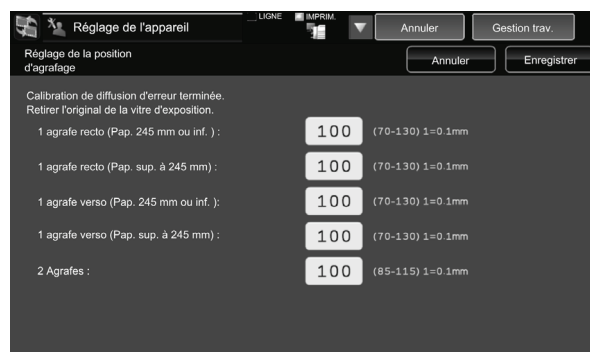 Réglage de l'appareil
LIGNE
IMPRIM.
Annuler
Gestion trav.
Réglage de la position
d'agrafage
Annuler
Enregistrer
Calibration de diffusion d'erreur terminée.
Retirer l'original de la vitre d'exposition.
1 agrafe recto (Pap. 245 mm ou inf. ) : 100 (70-130) 1=0.1mm
1 agrafe recto (Pap. sup. à 245 mm) : 100 (70-130) 1=0.1mm
1 agrafe verso (Pap. 245 mm ou inf. ): 100 (70-130) 1=0.1mm
1 agrafe verso (Pap. sup. à 245 mm) : 100 (70-130) 1=0.1mm
2 Agrafes : 100 (85-115) 1=0.1mm